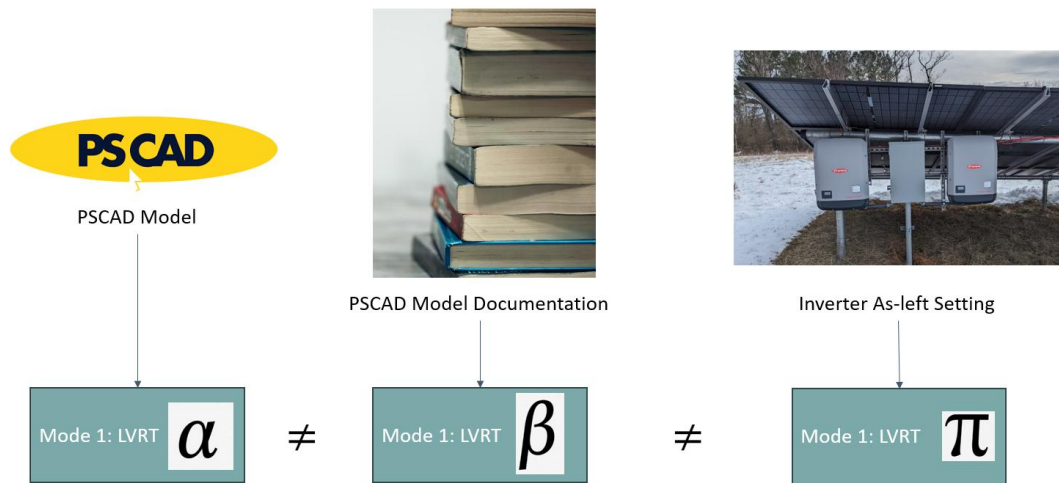 PSCAD
PSCAD Model
PSCAD Model Documentation
Inverter As-left Setting
Mode 1: LVRT α
≠
Mode 1: LVRT β
≠
Mode 1: LVRT π